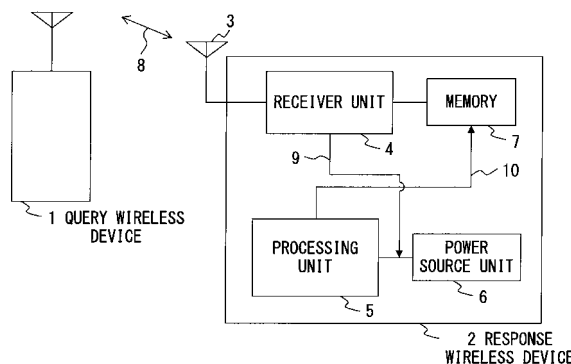 3
8
RECEIVER UNIT
MEMORY
4
7
9
10
1 QUERY WIRELESS
DEVICE
PROCESSING
UNIT
POWER
SOURCE UNIT
5
6
2 RESPONSE
WIRELESS DEVICE